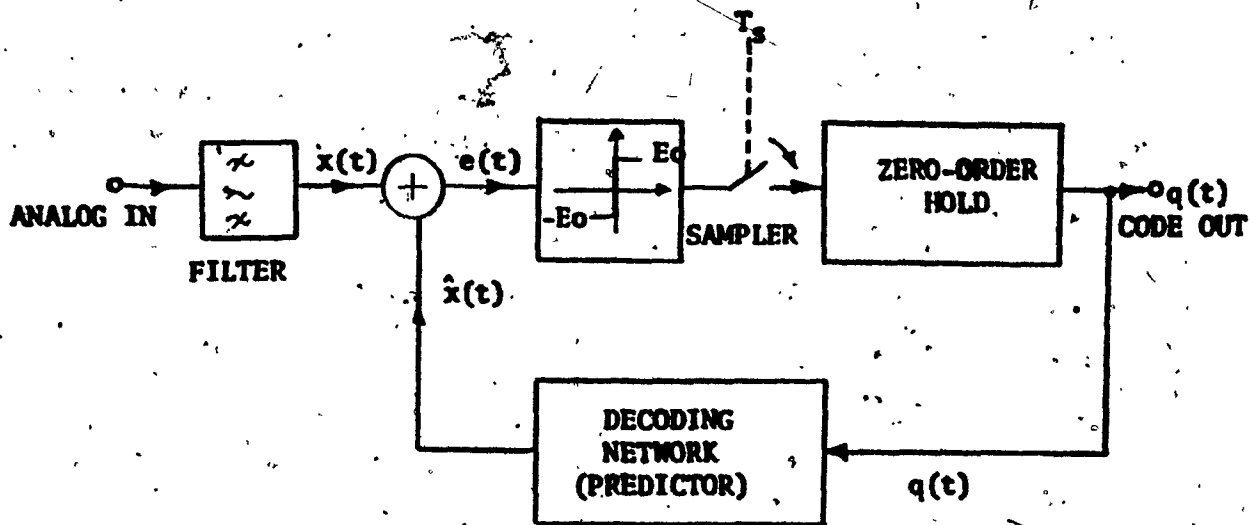 Ts
x(t)
e(t)
Eo
-Eo
ANALOG IN
FILTER
+
SAMPLER
ZERO-ORDER
HOLD
q(t)
CODE OUT
x̂(t)
DECODING
NETWORK
(PREDICTOR)
q(t)